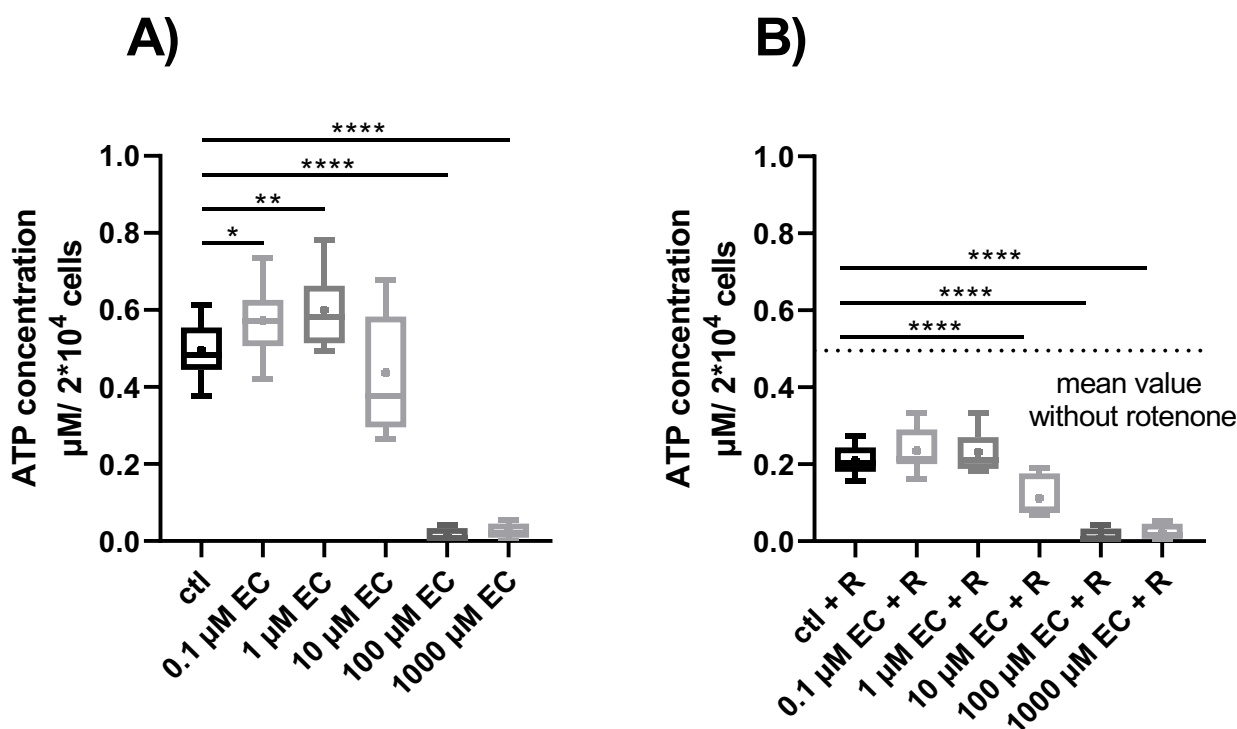 A)
****
****
**
*
1.0
0.8
0.6
0.4
0.2
0.0
ATP concentration
µM/ 2*10⁴ cells
ctl
0.1 µM EC
1 µM EC
10 µM EC
100 µM EC
1000 µM EC
B)
****
****
****
1.0
0.8
0.6
0.4
0.2
0.0
ATP concentration
µM/ 2*10⁴ cells
mean value
without rotenone
ctl + R
0.1 µM EC + R
1 µM EC + R
10 µM EC + R
100 µM EC + R
1000 µM EC + R